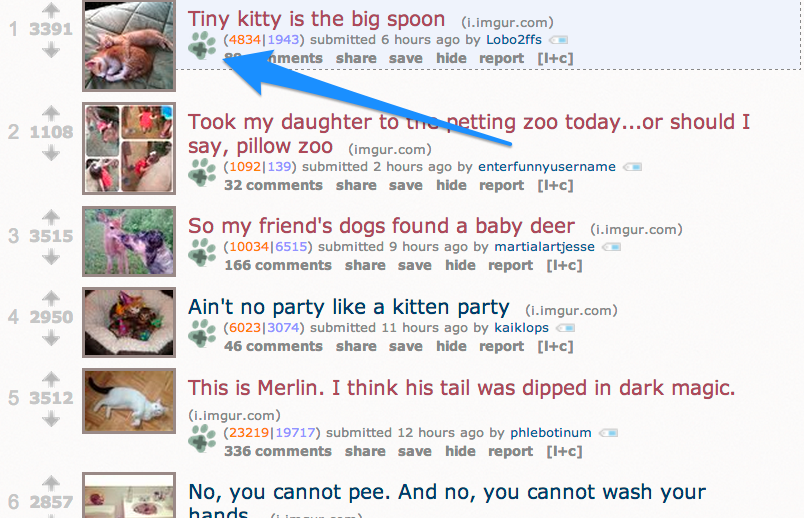 1 3391 Tiny kitty is the big spoon (i.imgur.com)
(4834|1943) submitted 6 hours ago by Lobo2ffs
comments share save hide report [l+c]
2 1108 Took my daughter to the petting zoo today...or should I
say, pillow zoo (imgur.com)
(1092|139) submitted 2 hours ago by enterfunnyusername
32 comments share save hide report [l+c]
3 3515 So my friend's dogs found a baby deer (i.imgur.com)
(10034|6515) submitted 9 hours ago by martialartjesse
166 comments share save hide report [l+c]
4 2950 Ain't no party like a kitten party (i.imgur.com)
(6023|3074) submitted 11 hours ago by kaiklops
46 comments share save hide report [l+c]
5 3512 This is Merlin. I think his tail was dipped in dark magic.
(i.imgur.com)
(23219|19717) submitted 12 hours ago by phlebotinum
336 comments share save hide report [l+c]
6 2857 No, you cannot pee. And no, you cannot wash your
hands (i.imgur.com)